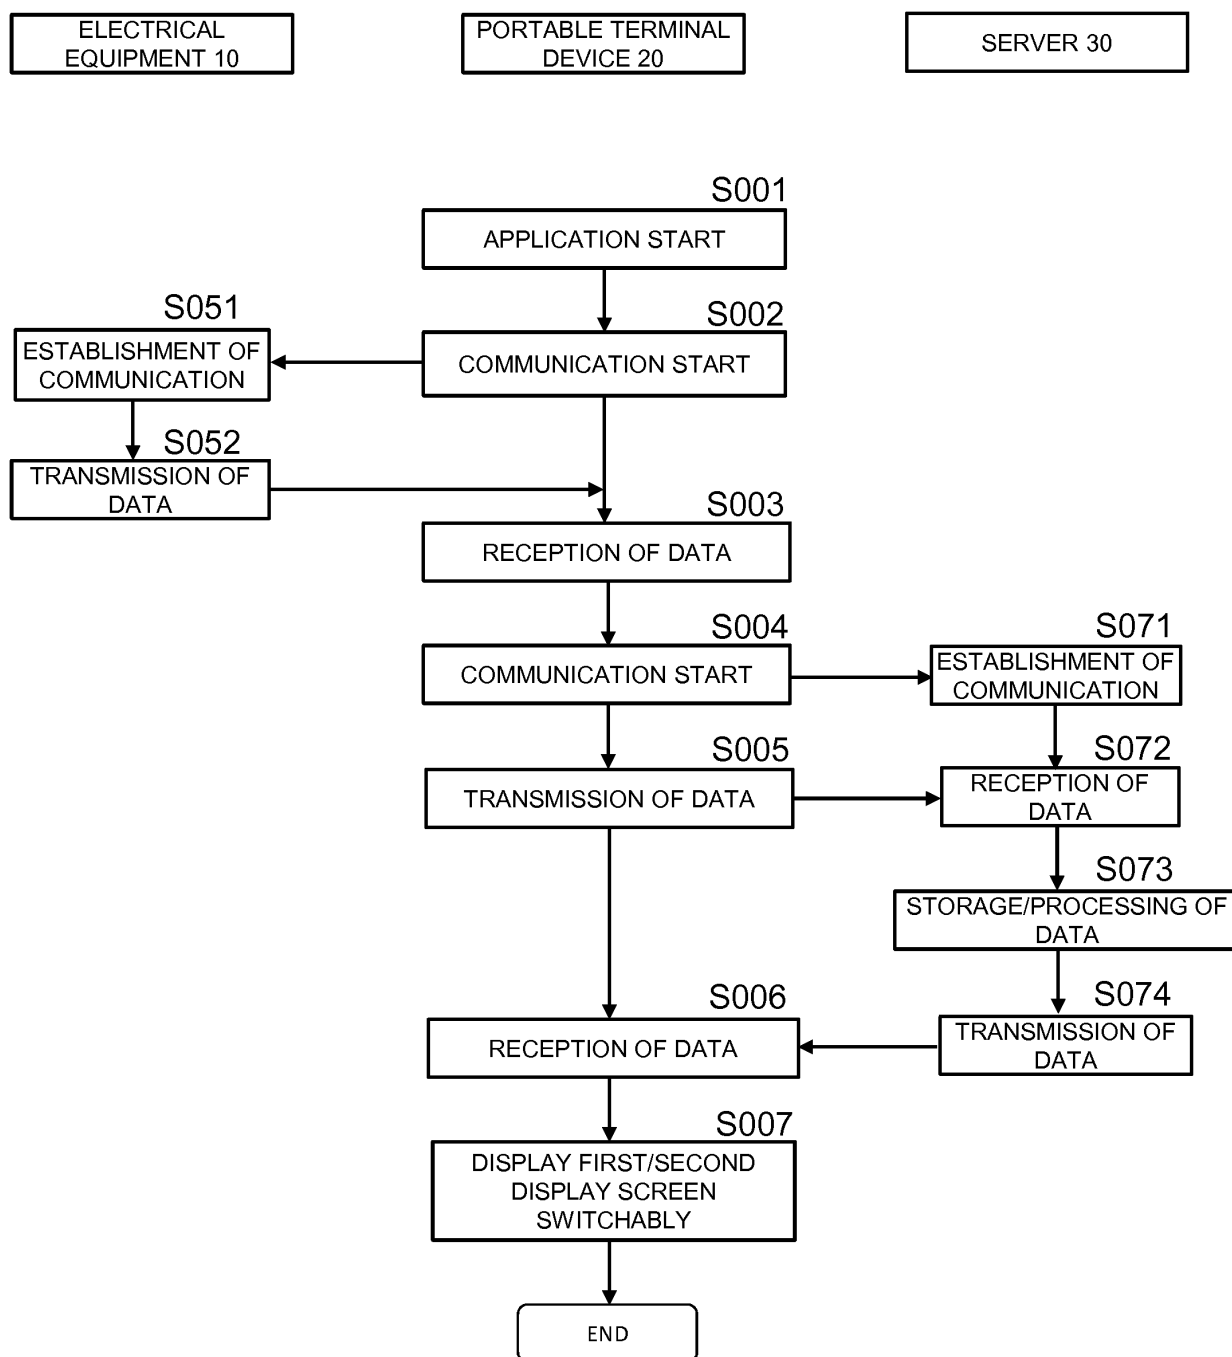 ELECTRICAL
EQUIPMENT 10
PORTABLE TERMINAL
DEVICE 20
SERVER 30
S001
APPLICATION START
S051
ESTABLISHMENT OF
COMMUNICATION
S002
COMMUNICATION START
S052
TRANSMISSION OF
DATA
S003
RECEPTION OF DATA
S004
COMMUNICATION START
S071
ESTABLISHMENT OF
COMMUNICATION
S005
TRANSMISSION OF DATA
S072
RECEPTION OF
DATA
S073
STORAGE/PROCESSING OF
DATA
S006
RECEPTION OF DATA
S074
TRANSMISSION OF
DATA
S007
DISPLAY FIRST/SECOND
DISPLAY SCREEN
SWITCHABLY
END